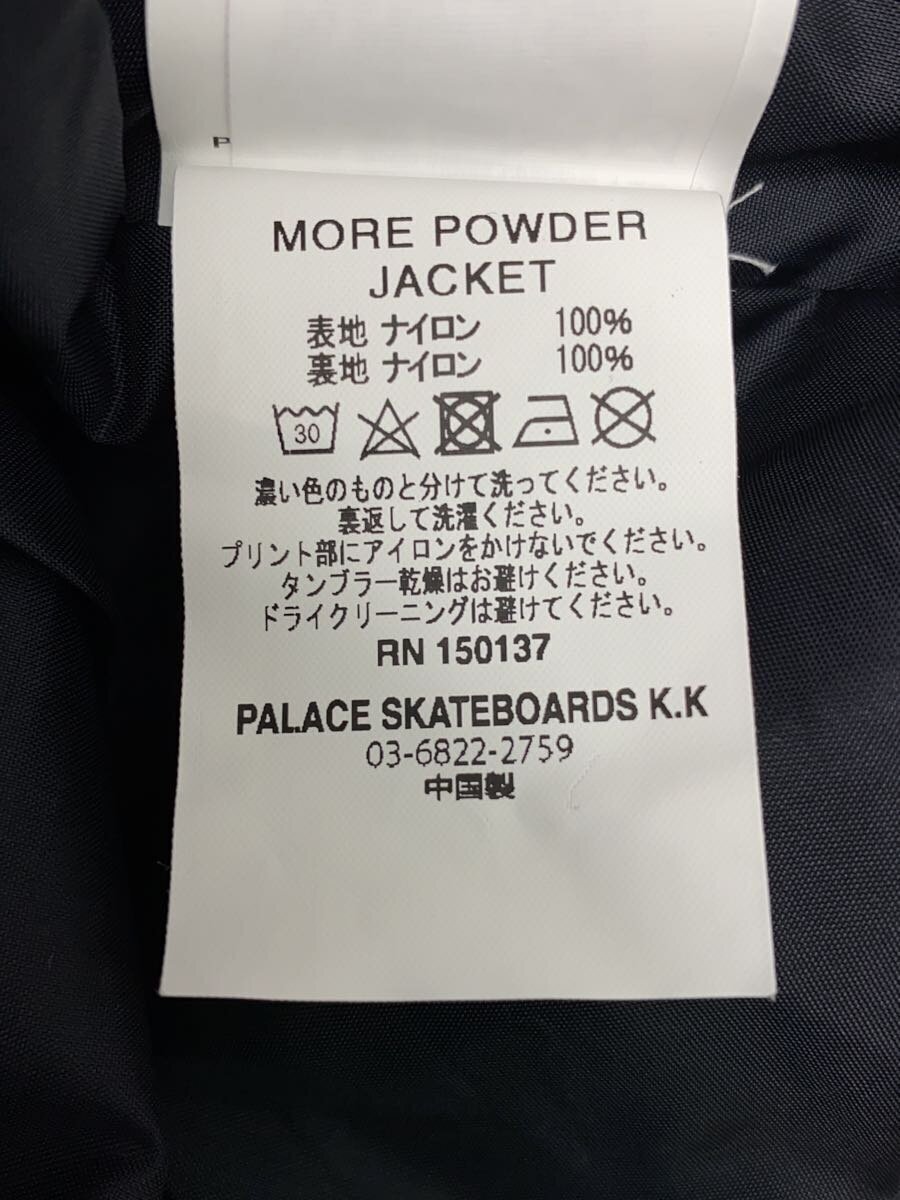 P
MORE POWDER
JACKET
表地 ナイロン 100%
裏地 ナイロン 100%
30
濃い色のものと分けて洗ってください。
裏返して洗濯ください。
プリント部にアイロンをかけないでください。
タンブラー乾燥はお避けください。
ドライクリーニングは避けてください。
RN 150137
PALACE SKATEBOARDS K.K
03-6822-2759
中国製